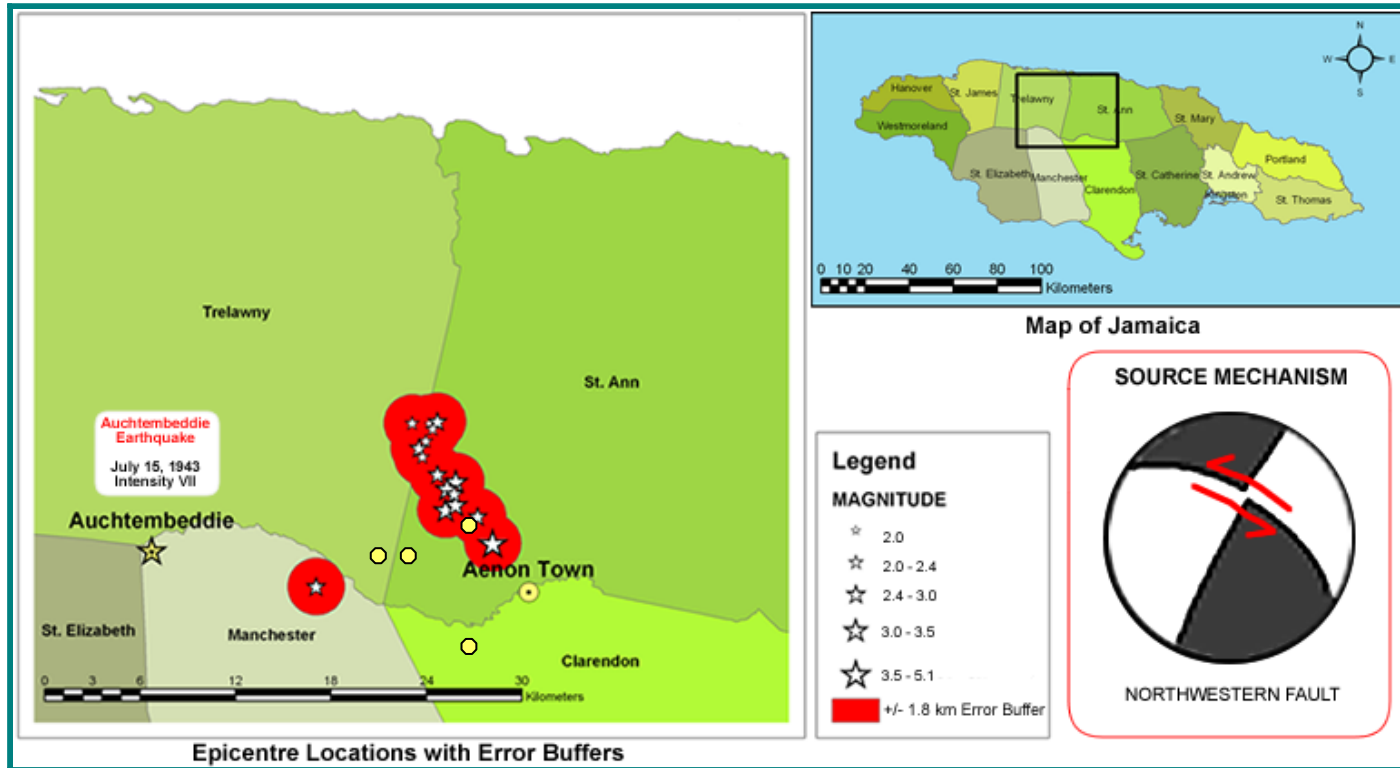 Trelawny
St. Ann
Auchtembeddie
Earthquake
July 15, 1943
Intensity VII
Auchtembeddie
Aenon Town
St. Elizabeth
Manchester
Clarendon
0 3 6 12 18 24 30
Kilometers
Epicentre Locations with Error Buffers
N
W E
S
Hanover
St. James
Trelawny
St. Ann
St. Mary
Westmoreland
Portland
St. Elizabeth
Manchester
Clarendon
St. Catherine
St. Andrew
Kingston
St. Thomas
0 10 20 40 60 80 100
Kilometers
Map of Jamaica
Legend
MAGNITUDE
2.0
2.0 - 2.4
2.4 - 3.0
3.0 - 3.5
3.5 - 5.1
+/- 1.8 km Error Buffer
SOURCE MECHANISM
NORTHWESTERN FAULT